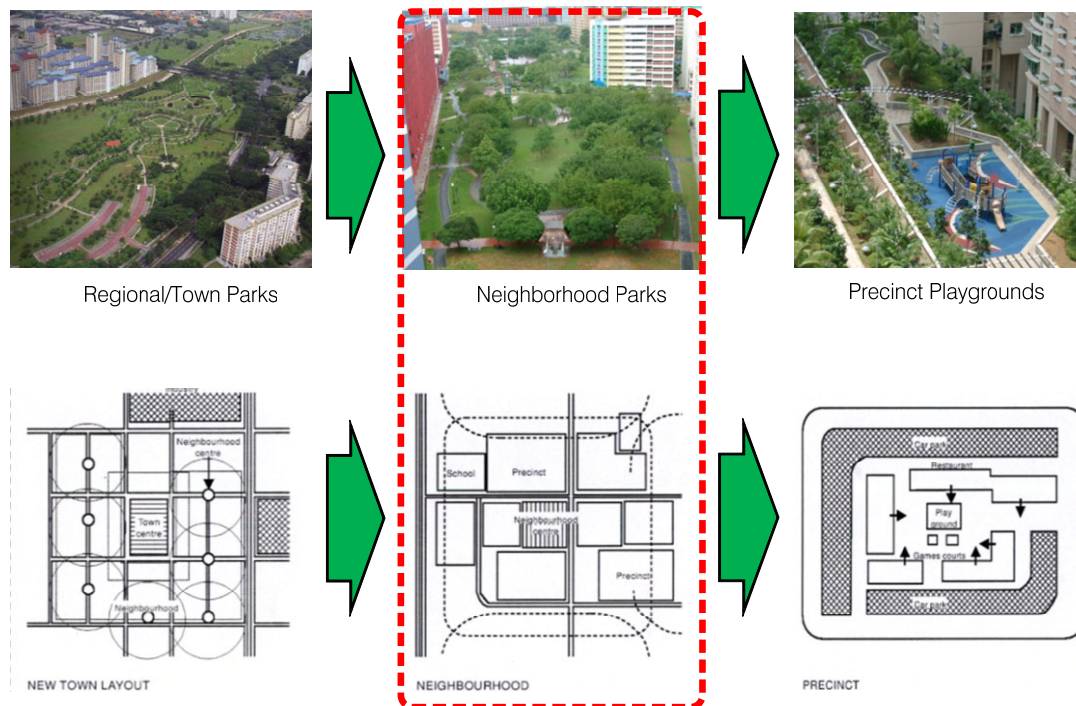 Regional/Town Parks
Neighborhood Parks
Precinct Playgrounds
Neighbourhood
centre
Town
centre
Neighbourhood
NEW TOWN LAYOUT
School
Precinct
Neighbourhood
centre
Precinct
NEIGHBOURHOOD
Car park
Restaurant
Play
ground
Games courts
Car park
PRECINCT